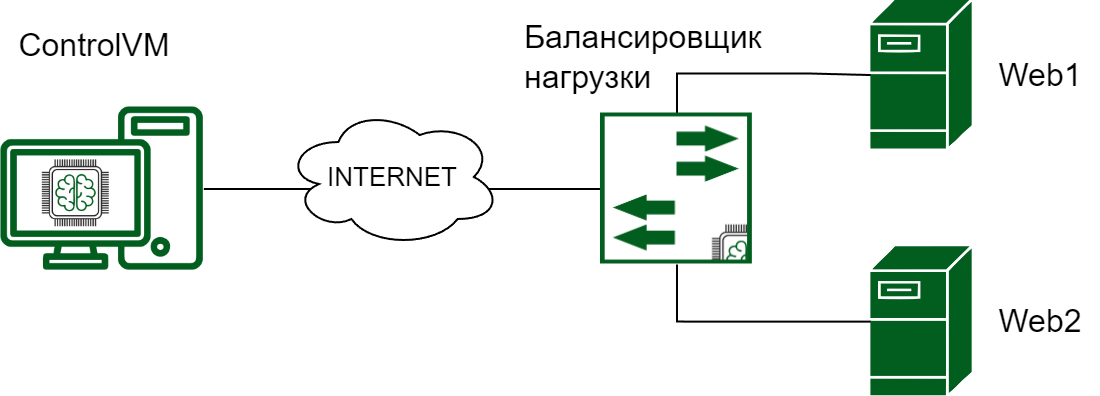 ControlVM
Балансировщик
нагрузки
Web1
INTERNET
Web2